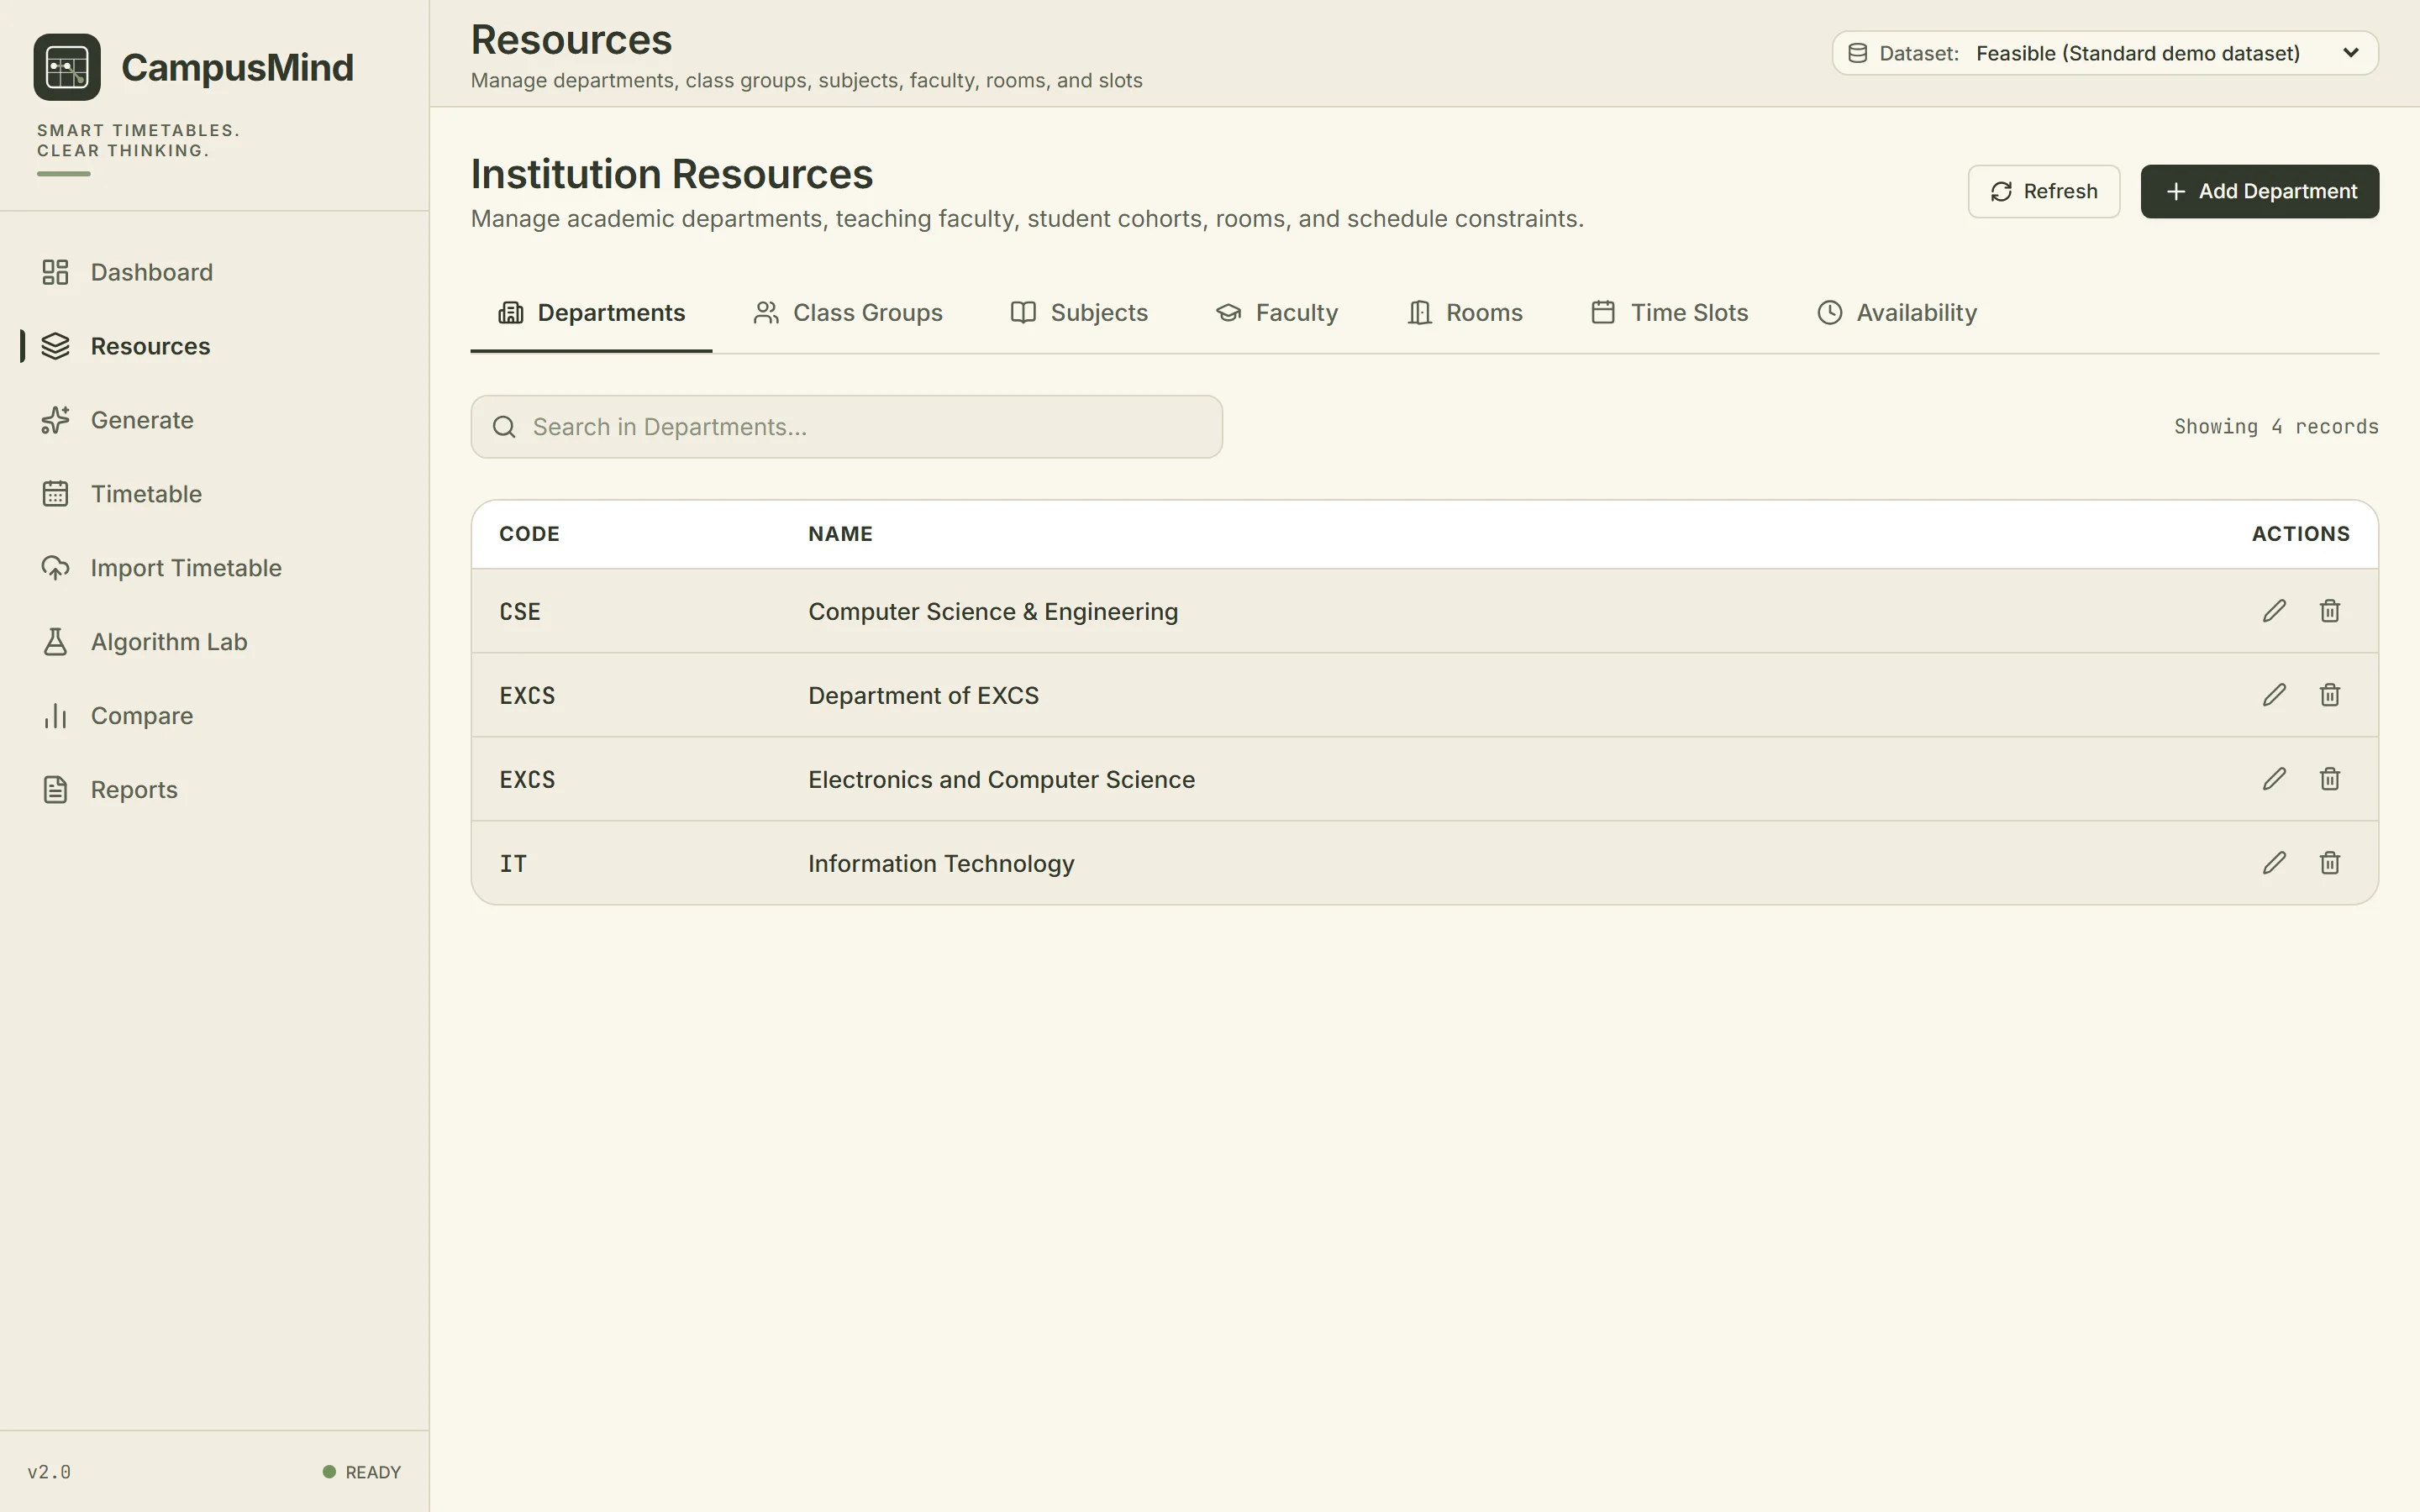 CampusMind
SMART TIMETABLES.
CLEAR THINKING.
Dashboard
Resources
Generate
Timetable
Import Timetable
Algorithm Lab
Compare
Reports
v2.0
READY
Resources
Manage departments, class groups, subjects, faculty, rooms, and slots
Dataset: Feasible (Standard demo dataset)
Institution Resources
Manage academic departments, teaching faculty, student cohorts, rooms, and schedule constraints.
Refresh
Add Department
Departments Class Groups Subjects Faculty Rooms Time Slots Availability
Search in Departments...
Showing 4 records
CODE NAME ACTIONS
CSE Computer Science & Engineering
EXCS Department of EXCS
EXCS Electronics and Computer Science
IT Information Technology